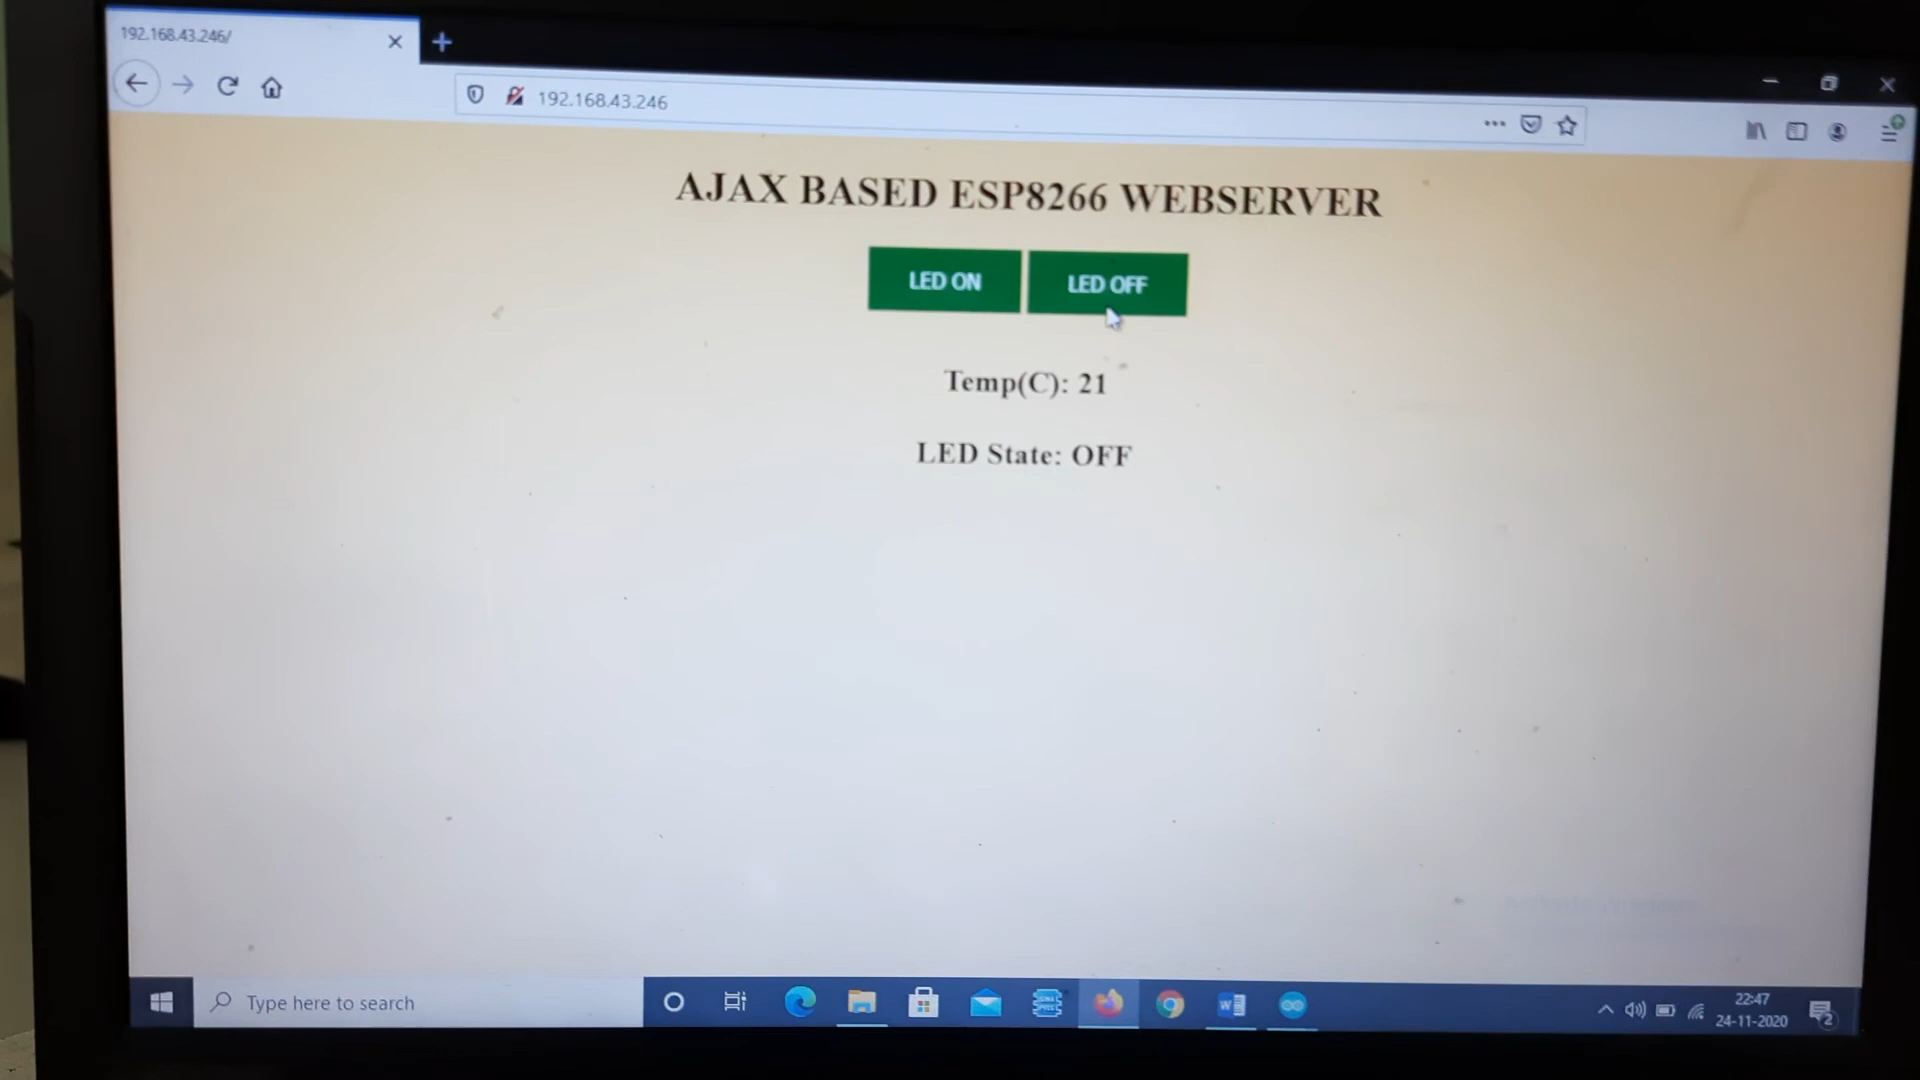 192.168.43.246/
192.168.43.246
AJAX BASED ESP8266 WEBSERVER
LED ON
LED OFF
Temp(C): 21
LED State: OFF
Type here to search
22:47
24-11-2020
2